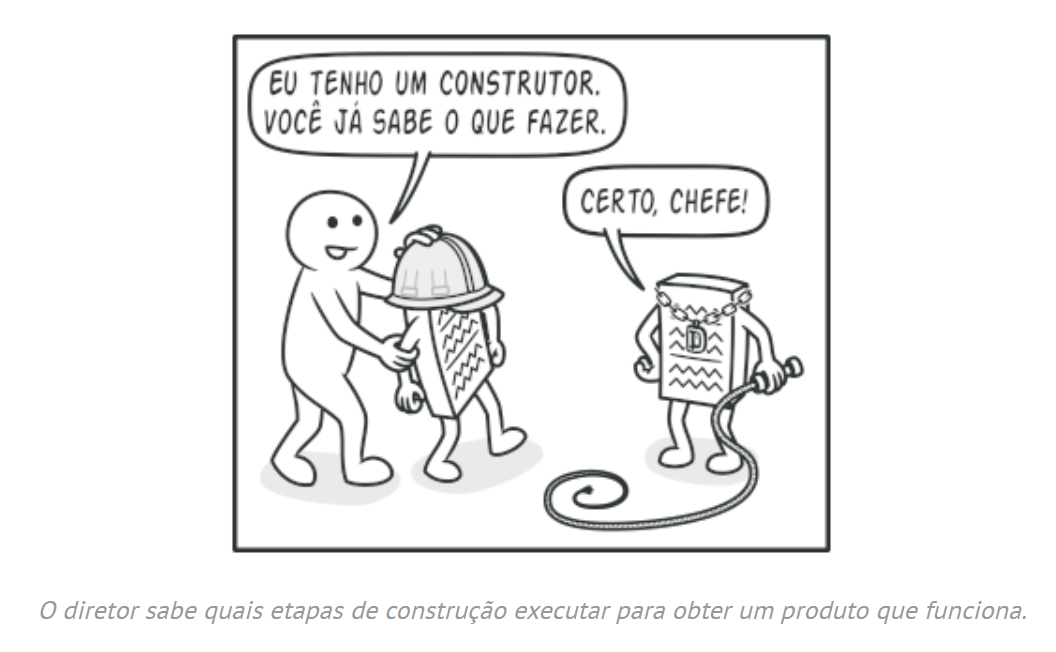 EU TENHO UM CONSTRUTOR.
VOCÊ JÁ SABE O QUE FAZER.
CERTO, CHEFE!
D
O diretor sabe quais etapas de construção executar para obter um produto que funciona.